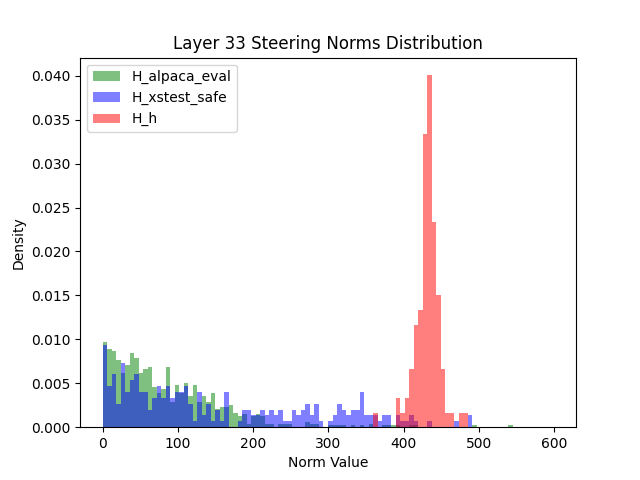 Layer 33 Steering Norms Distribution
H_alpaca_eval
H_xstest_safe
H_h
Density
0.040
0.035
0.030
0.025
0.020
0.015
0.010
0.005
0.000
0 100 200 300 400 500 600
Norm Value